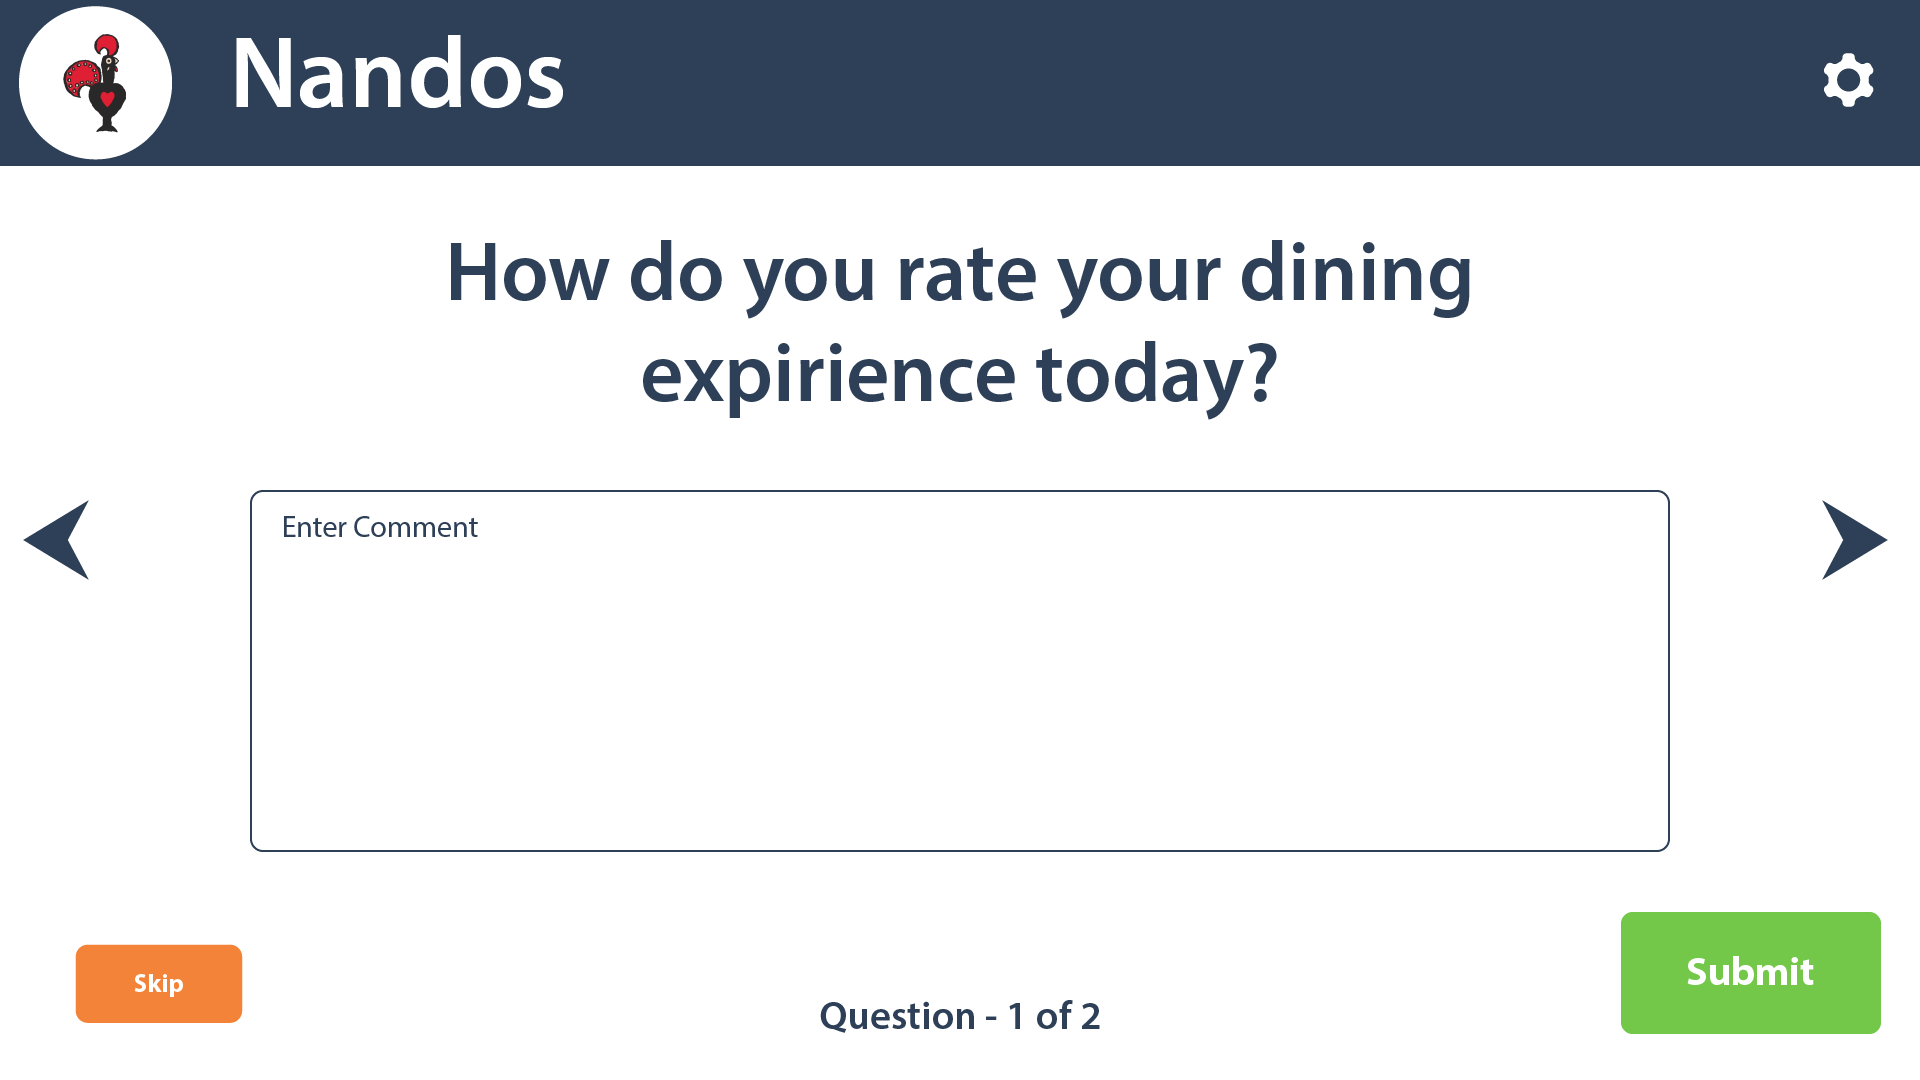 Nandos
How do you rate your dining
expirience today?
Enter Comment
Skip
Submit
Question - 1 of 2